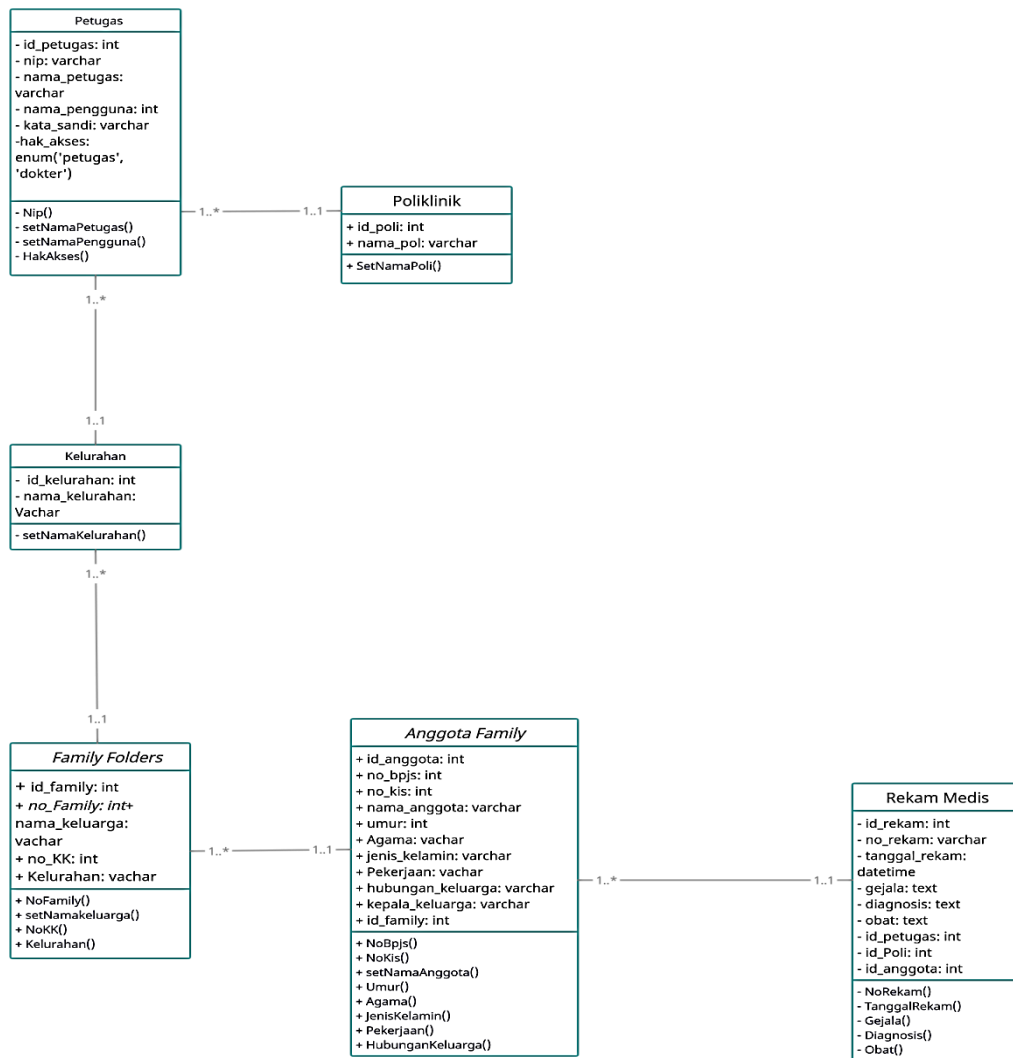 Petugas
- id_petugas: int
- nip: varchar
- nama_petugas:
varchar
- nama_pengguna: int
- kata_sandi: varchar
-hak_akses:
enum('petugas',
'dokter')
- Nip()
- setNamaPetugas()
- setNamaPengguna()
- HakAkses()
1..*
1..1
Poliklinik
+ id_poli: int
+ nama_pol: varchar
+ SetNamaPoli()
1..*
1..1
Kelurahan
- id_kelurahan: int
- nama_kelurahan:
Vachar
- setNamaKelurahan()
1..*
1..1
Family Folders
+ id_family: int
+ no_Family: int+
nama_keluarga:
vachar
+ no_KK: int
+ Kelurahan: vachar
+ NoFamily()
+ setNamakeluarga()
+ NoKK()
+ Kelurahan()
1..*
1..1
Anggota Family
+ id_anggota: int
+ no_bpjs: int
+ no_kis: int
+ nama_anggota: varchar
+ umur: int
+ Agama: vachar
+ jenis_kelamin: varchar
+ Pekerjaan: vachar
+ hubungan_keluarga: varchar
+ kepala_keluarga: varchar
+ id_family: int
+ NoBpjs()
+ NoKis()
+ setNamaAnggota()
+ Umur()
+ Agama()
+ JenisKelamin()
+ Pekerjaan()
+ HubunganKeluarga()
1..*
1..1
Rekam Medis
- id_rekam: int
- no_rekam: varchar
- tanggal_rekam:
datetime
- gejala: text
- diagnosis: text
- obat: text
- id_petugas: int
- id_Poli: int
- id_anggota: int
- NoRekam()
- TanggalRekam()
- Gejala()
- Diagnosis()
- Obat()